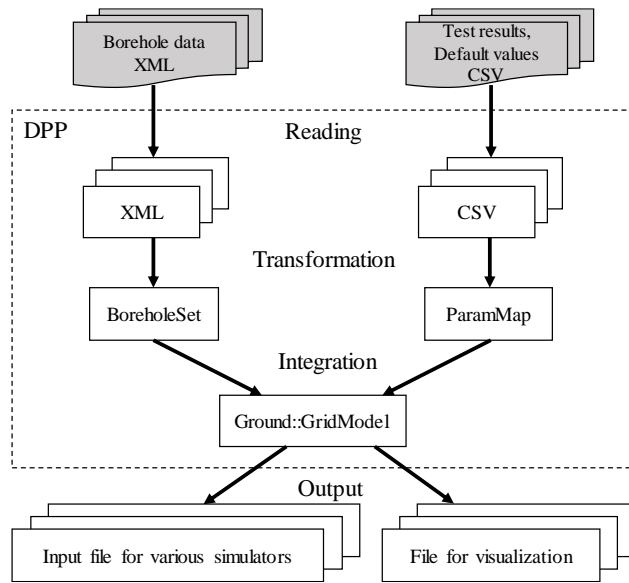 Borehole data
XML
Test results,
Default values
CSV
DPP
Reading
XML
CSV
Transformation
BoreholeSet
ParamMap
Integration
Ground::GridModel
Output
Input file for various simulators
File for visualization